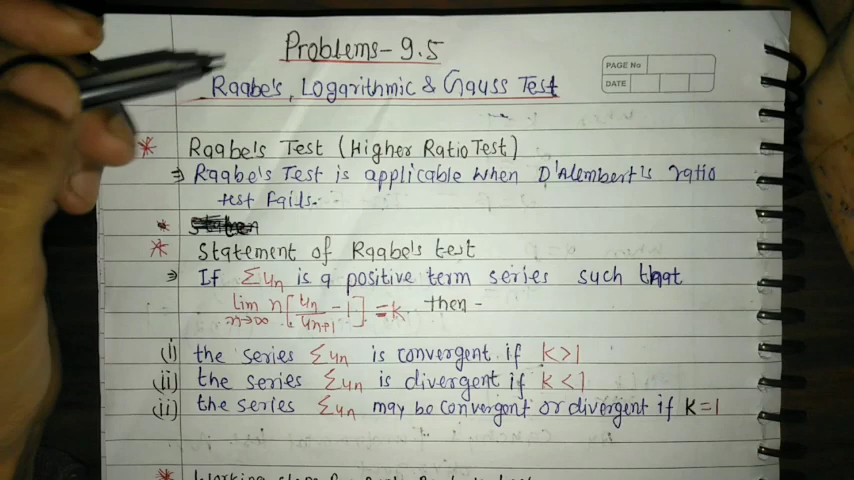 Problems-9.5
Raabe's, Logarithmic & Gauss Test
PAGE No
DATE
* Raabe's Test (Higher Ratio Test)
⇒ Raabe's Test is applicable when D'Alembert's ratio
test fails.
*
* Statement of Raabe's test
⇒ If Σun is a positive term series such that
lim n→∞ n[un/un+1 - 1] = k, then -
(i) the series Σun is convergent if k>1
(ii) the series Σun is divergent if k<1
(ii) the series Σun may be convergent or divergent if k=1